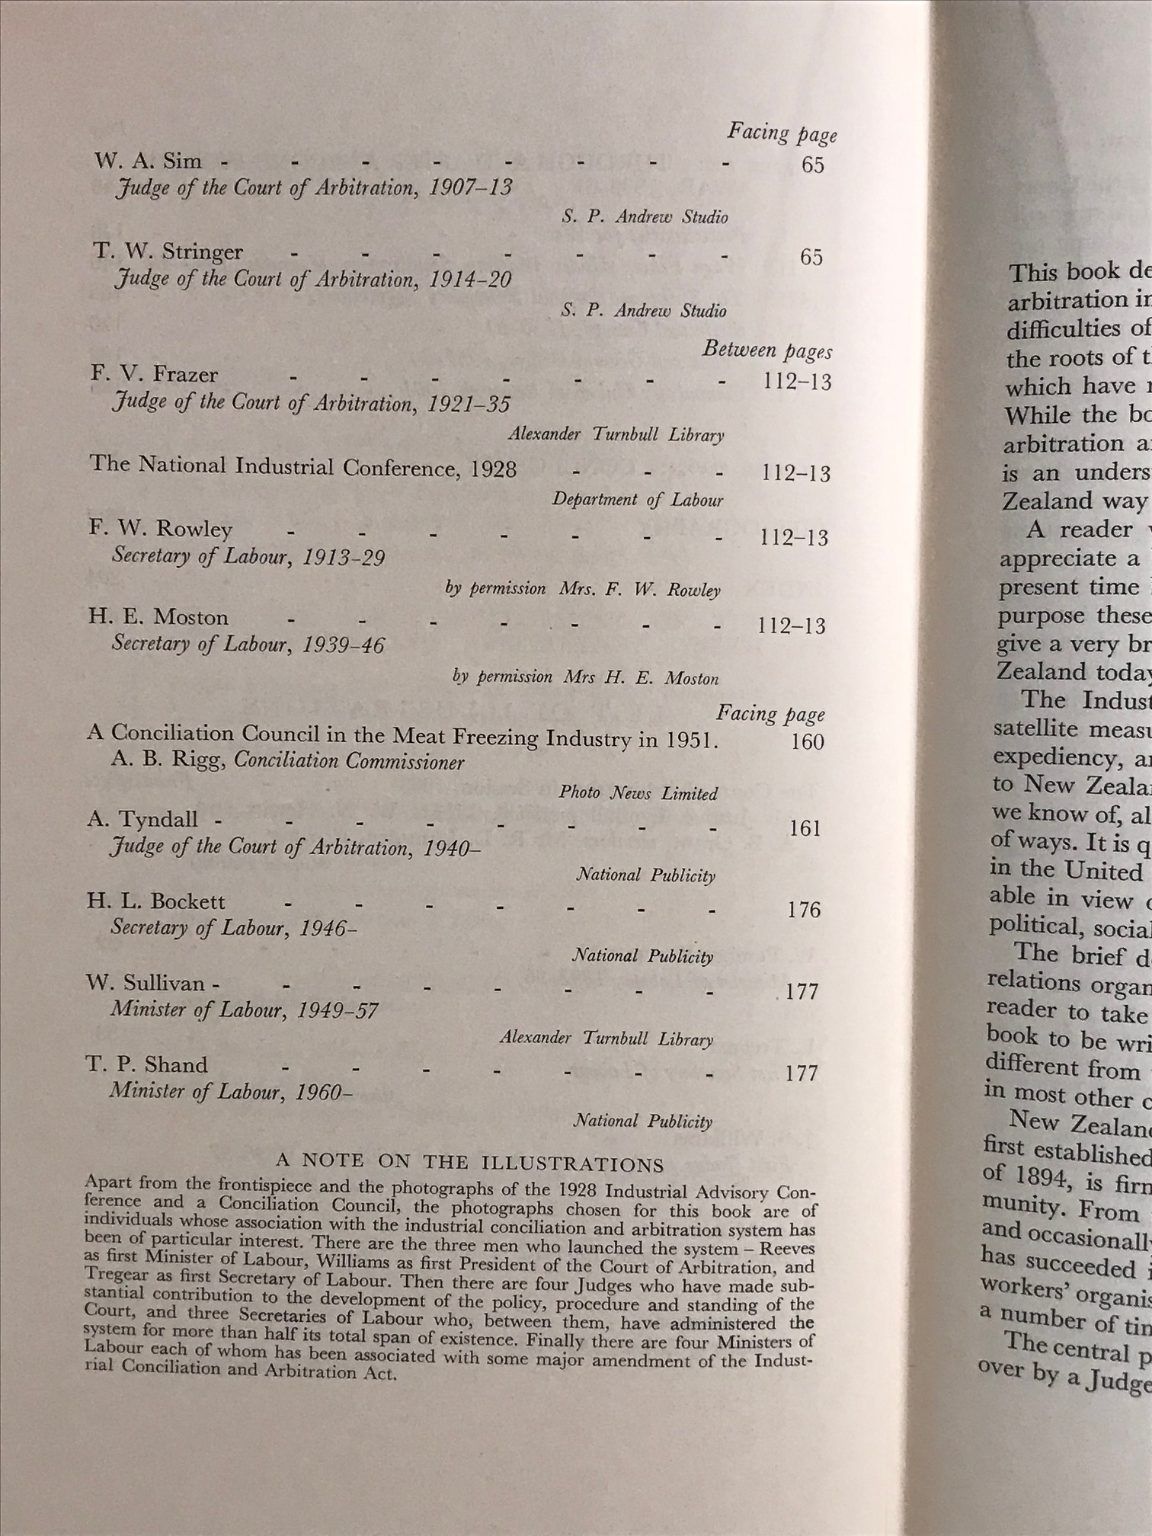 Facing page
W. A. Sim - - - - - - - - 65
Judge of the Court of Arbitration, 1907–13
S. P. Andrew Studio
T. W. Stringer - - - - - - - 65
Judge of the Court of Arbitration, 1914–20
S. P. Andrew Studio
Between pages
F. V. Frazer - - - - - - - 112–13
Judge of the Court of Arbitration, 1921–35
Alexander Turnbull Library
The National Industrial Conference, 1928 - - - 112–13
Department of Labour
F. W. Rowley - - - - - - - 112–13
Secretary of Labour, 1913–29
by permission Mrs. F. W. Rowley
H. E. Moston - - - - - - - 112–13
Secretary of Labour, 1939–46
by permission Mrs H. E. Moston
Facing page
A Conciliation Council in the Meat Freezing Industry in 1951. 160
A. B. Rigg, Conciliation Commissioner
Photo News Limited
A. Tyndall - - - - - - - - 161
Judge of the Court of Arbitration, 1940–
National Publicity
H. L. Bockett - - - - - - - 176
Secretary of Labour, 1946–
National Publicity
W. Sullivan - - - - - - - - 177
Minister of Labour, 1949–57
Alexander Turnbull Library
T. P. Shand - - - - - - - 177
Minister of Labour, 1960–
National Publicity
A NOTE ON THE ILLUSTRATIONS
Apart from the frontispiece and the photographs of the 1928 Industrial Advisory Con-
ference and a Conciliation Council, the photographs chosen for this book are of
individuals whose association with the industrial conciliation and arbitration system has
been of particular interest. There are the three men who launched the system – Reeves
as first Minister of Labour, Williams as first President of the Court of Arbitration, and
Tregear as first Secretary of Labour. Then there are four Judges who have made sub-
stantial contribution to the development of the policy, procedure and standing of the
Court, and three Secretaries of Labour who, between them, have administered the
system for more than half its total span of existence. Finally there are four Ministers of
Labour each of whom has been associated with some major amendment of the Indust-
rial Conciliation and Arbitration Act.
This book
arbitration
difficulties of
the roots of
which have
While the
arbitration
is an
Zealand way
A reader
appreciate a
present time
purpose these
give a very
Zealand today
The
satellite
expediency,
to New
we know of,
of ways. It is
in the United
able in view
political,
The brief
relations
reader to take
book to be
different from
in most other
New
first established
of 1894, is
munity. From
and
has succeeded
workers'
a number of
The central
over by a Judge